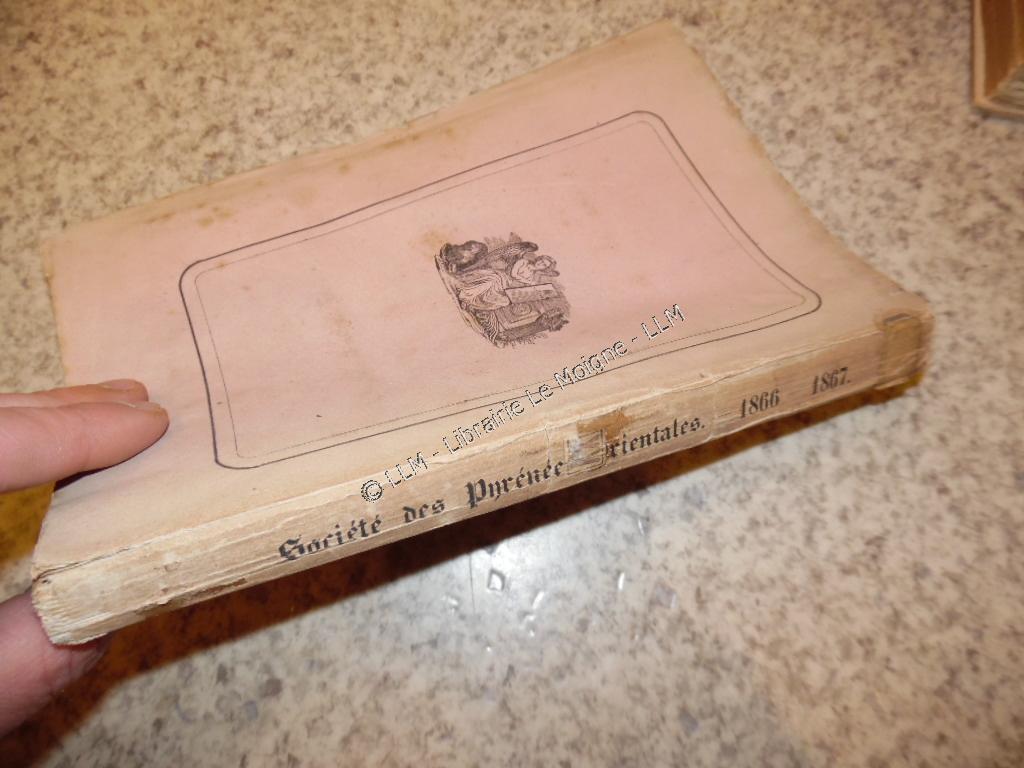 © LLM - Librairie Le Moigne - LLM
Société des Pyrénée rientales. 1866 1867.